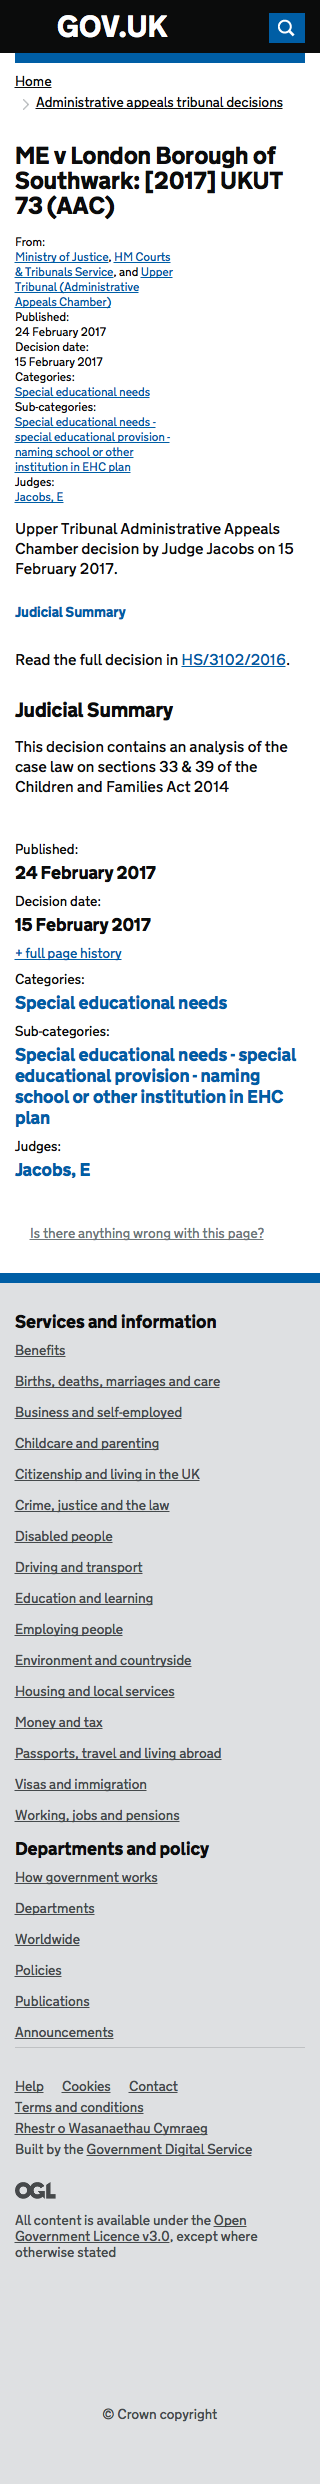 GOV.UK
Home
Administrative appeals tribunal decisions
ME v London Borough of
Southwark: [2017] UKUT
73 (AAC)
From:
Ministry of Justice, HM Courts
& Tribunals Service, and Upper
Tribunal (Administrative
Appeals Chamber)
Published:
24 February 2017
Decision date:
15 February 2017
Categories:
Special educational needs
Sub-categories:
Special educational needs -
special educational provision -
naming school or other
institution in EHC plan
Judges:
Jacobs, E
Upper Tribunal Administrative Appeals
Chamber decision by Judge Jacobs on 15
February 2017.
Judicial Summary
Read the full decision in HS/3102/2016.
Judicial Summary
This decision contains an analysis of the
case law on sections 33 & 39 of the
Children and Families Act 2014
Published:
24 February 2017
Decision date:
15 February 2017
+ full page history
Categories:
Special educational needs
Sub-categories:
Special educational needs - special
educational provision - naming
school or other institution in EHC
plan
Judges:
Jacobs, E
Is there anything wrong with this page?
Services and information
Benefits
Births, deaths, marriages and care
Business and self-employed
Childcare and parenting
Citizenship and living in the UK
Crime, justice and the law
Disabled people
Driving and transport
Education and learning
Employing people
Environment and countryside
Housing and local services
Money and tax
Passports, travel and living abroad
Visas and immigration
Working, jobs and pensions
Departments and policy
How government works
Departments
Worldwide
Policies
Publications
Announcements
Help Cookies Contact
Terms and conditions
Rhestr o Wasanaethau Cymraeg
Built by the Government Digital Service
OGL
All content is available under the Open
Government Licence v3.0, except where
otherwise stated
© Crown copyright